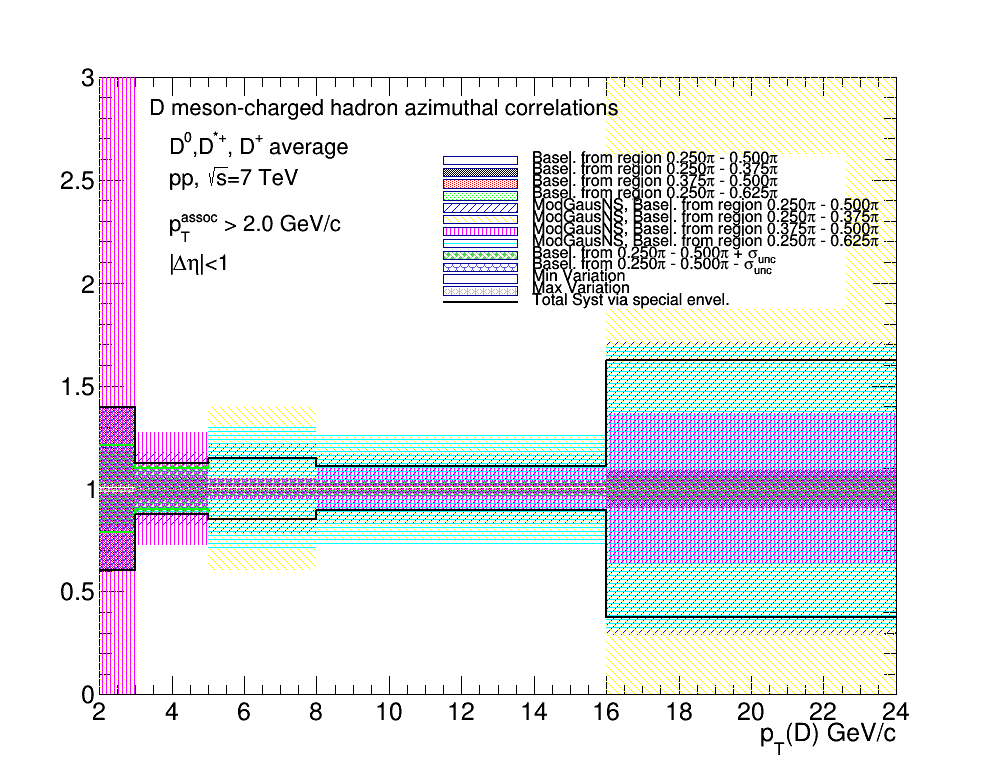 D meson-charged hadron azimuthal correlations
D⁰,D*⁺, D⁺ average
pp, √s=7 TeV
p_T^assoc > 2.0 GeV/c
|Δη|<1
Basel. from region 0.250π - 0.500π
Basel. from region 0.250π - 0.375π
Basel. from region 0.375π - 0.500π
Basel. from region 0.250π - 0.625π
ModGausNS, Basel. from region 0.250π - 0.500π
ModGausNS, Basel. from region 0.250π - 0.375π
ModGausNS, Basel. from region 0.375π - 0.500π
ModGausNS, Basel. from region 0.250π - 0.625π
Basel. from 0.250π - 0.500π + σ_unc
Basel. from 0.250π - 0.500π - σ_unc
Min Variation
Max Variation
Total Syst via special envel.
3
2.5
2
1.5
1
0.5
0
2 4 6 8 10 12 14 16 18 20 22 24
p_T(D) GeV/c